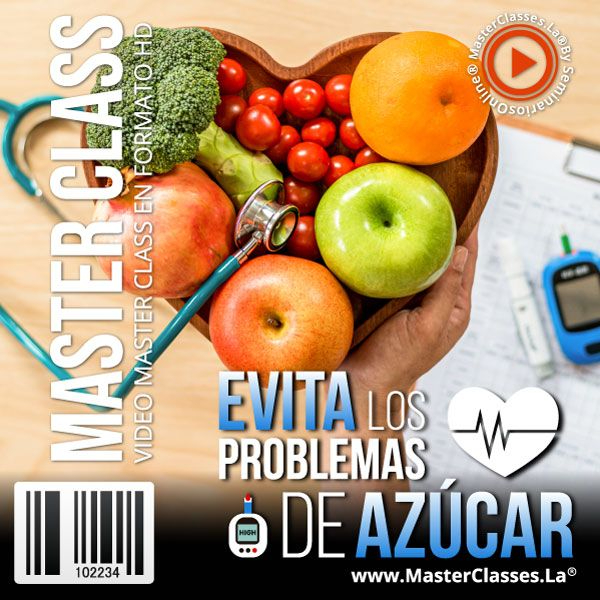 MASTER CLASS
VIDEO MASTER CLASS EN FORMATO HD
MasterClasses.La® By SeminariosOnline®
EVITA LOS
PROBLEMAS
DE AZÚCAR
HIGH
102234
www.MasterClasses.La®